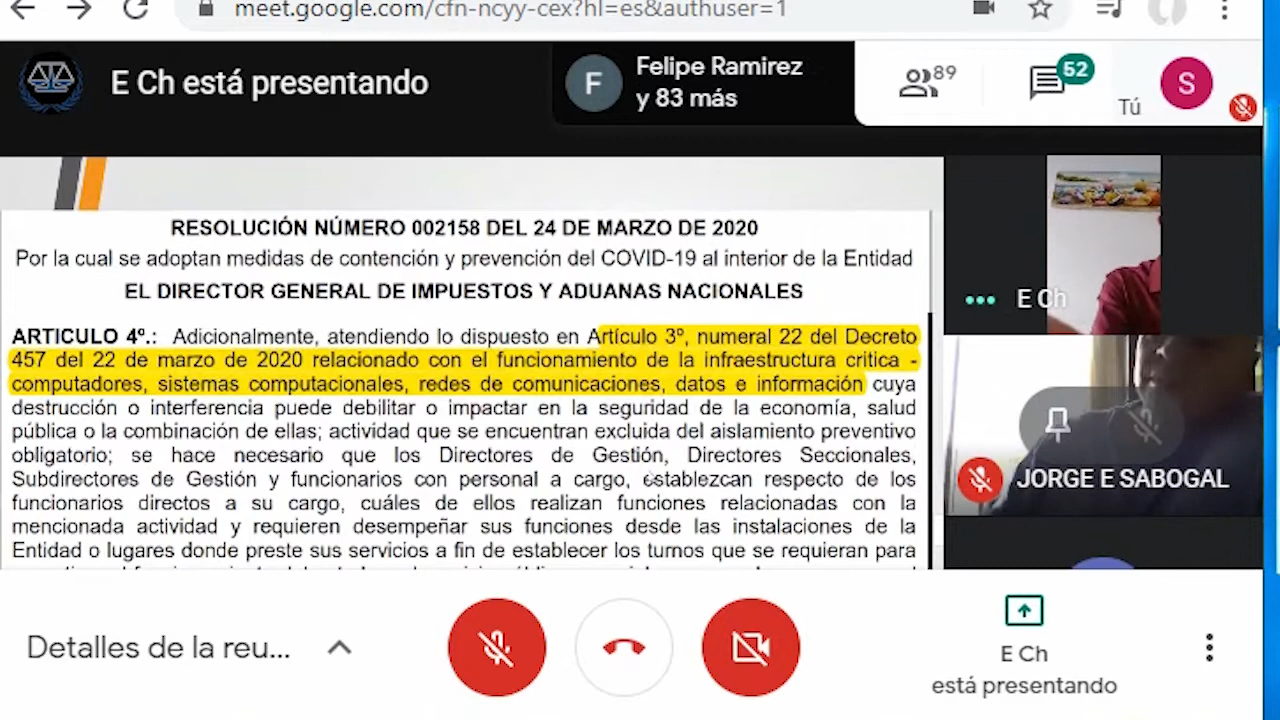 meet.google.com/cfn-ncyy-cex?hl=es&authuser=1
E Ch está presentando
F
Felipe Ramirez
y 83 más
89
52
Tú
S
RESOLUCIÓN NÚMERO 002158 DEL 24 DE MARZO DE 2020
Por la cual se adoptan medidas de contención y prevención del COVID-19 al interior de la Entidad
EL DIRECTOR GENERAL DE IMPUESTOS Y ADUANAS NACIONALES
ARTICULO 4º.: Adicionalmente, atendiendo lo dispuesto en Artículo 3º, numeral 22 del Decreto
457 del 22 de marzo de 2020 relacionado con el funcionamiento de la infraestructura critica -
computadores, sistemas computacionales, redes de comunicaciones, datos e información cuya
destrucción o interferencia puede debilitar o impactar en la seguridad de la economía, salud
pública o la combinación de ellas; actividad que se encuentran excluida del aislamiento preventivo
obligatorio; se hace necesario que los Directores de Gestión, Directores Seccionales,
Subdirectores de Gestión y funcionarios con personal a cargo, establezcan respecto de los
funcionarios directos a su cargo, cuáles de ellos realizan funciones relacionadas con la
mencionada actividad y requieren desempeñar sus funciones desde las instalaciones de la
Entidad o lugares donde preste sus servicios a fin de establecer los turnos que se requieran para
E Ch
JORGE E SABOGAL
Detalles de la reu...
E Ch
está presentando